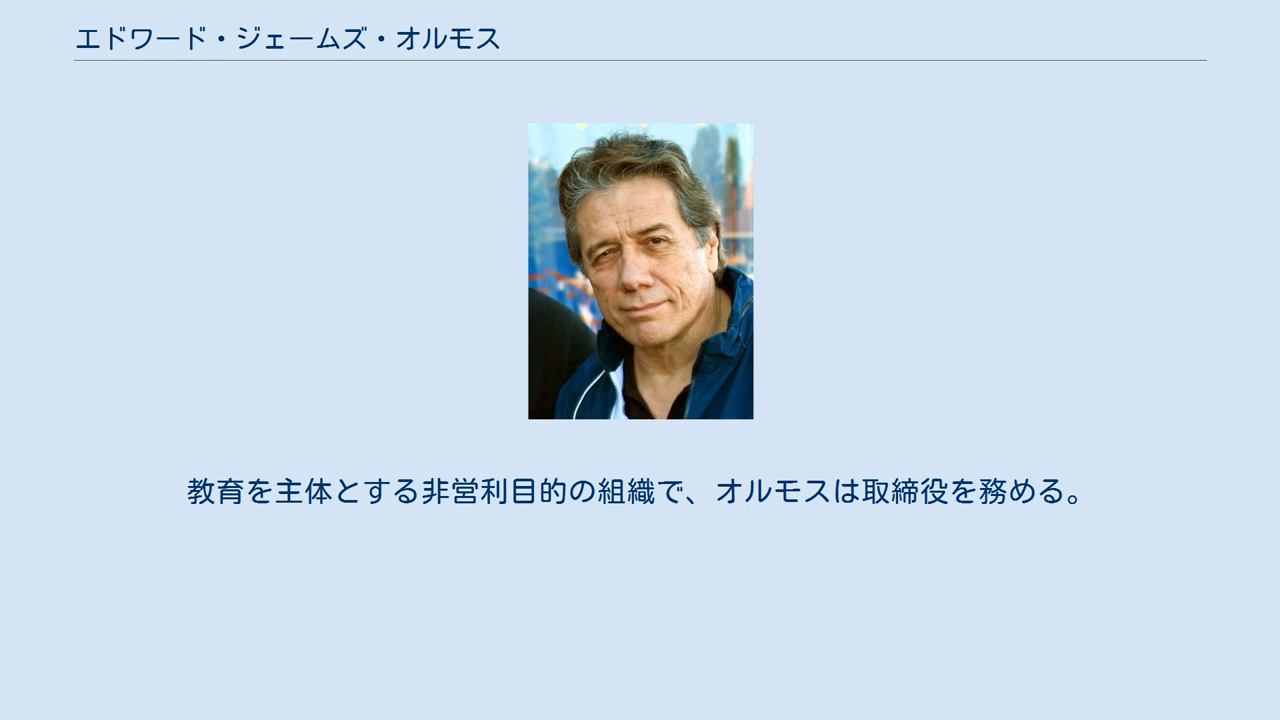 エドワード・ジェームズ・オルモス
教育を主体とする非営利目的の組織で、オルモスは取締役を務める。